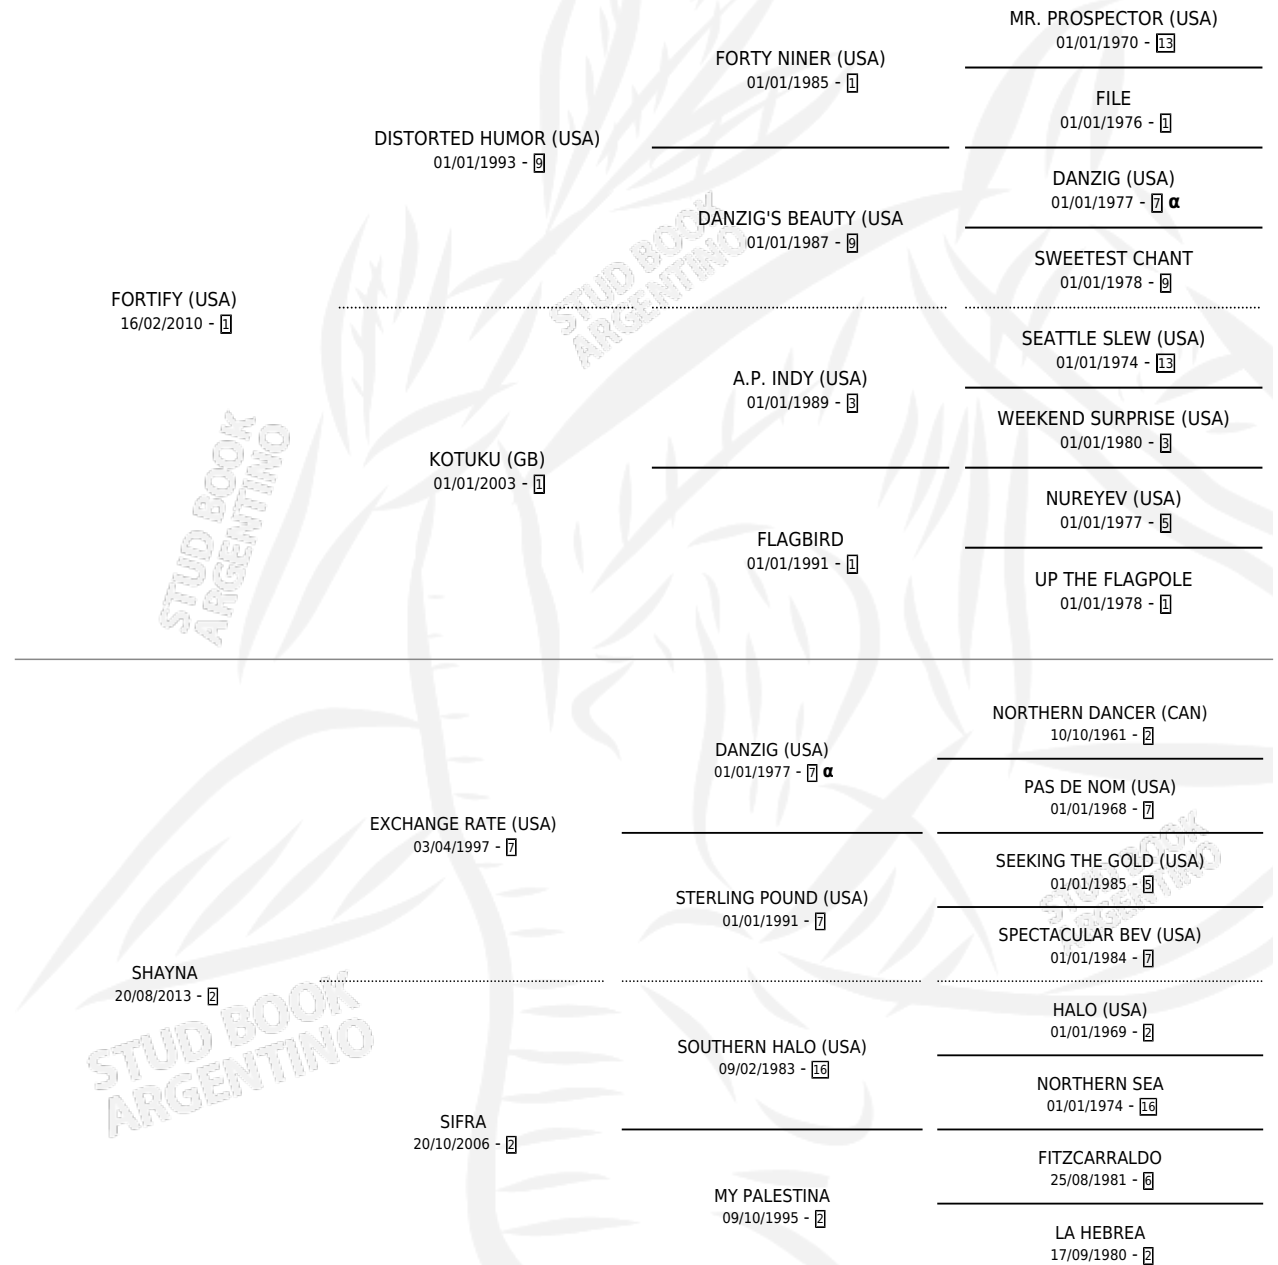 MR. PROSPECTOR (USA)
01/01/1970 - 13
FORTY NINER (USA)
01/01/1985 - 1
FILE
01/01/1976 - 1
DISTORTED HUMOR (USA)
01/01/1993 - 9
DANZIG (USA)
01/01/1977 - 7 α
DANZIG'S BEAUTY (USA
01/01/1987 - 9
SWEETEST CHANT
01/01/1978 - 9
STUD BOOK
ARGENTINO
FORTIFY (USA)
16/02/2010 - 1
SEATTLE SLEW (USA)
01/01/1974 - 13
A.P. INDY (USA)
01/01/1989 - 3
WEEKEND SURPRISE (USA)
01/01/1980 - 3
KOTUKU (GB)
01/01/2003 - 1
NUREYEV (USA)
01/01/1977 - 5
FLAGBIRD
01/01/1991 - 1
UP THE FLAGPOLE
01/01/1978 - 1
STUD BOOK
ARGENTINO
NORTHERN DANCER (CAN)
10/10/1961 - 2
DANZIG (USA)
01/01/1977 - 7 α
PAS DE NOM (USA)
01/01/1968 - 7
EXCHANGE RATE (USA)
03/04/1997 - 7
SEEKING THE GOLD (USA)
01/01/1985 - 5
STERLING POUND (USA)
01/01/1991 - 7
SPECTACULAR BEV (USA)
01/01/1984 - 7
STUD BOOK
ARGENTINO
SHAYNA
20/08/2013 - 2
HALO (USA)
01/01/1969 - 2
SOUTHERN HALO (USA)
09/02/1983 - 16
NORTHERN SEA
01/01/1974 - 16
SIFRA
20/10/2006 - 2
FITZCARRALDO
25/08/1981 - 6
MY PALESTINA
09/10/1995 - 2
LA HEBREA
17/09/1980 - 2
STUD BOOK
ARGENTINO